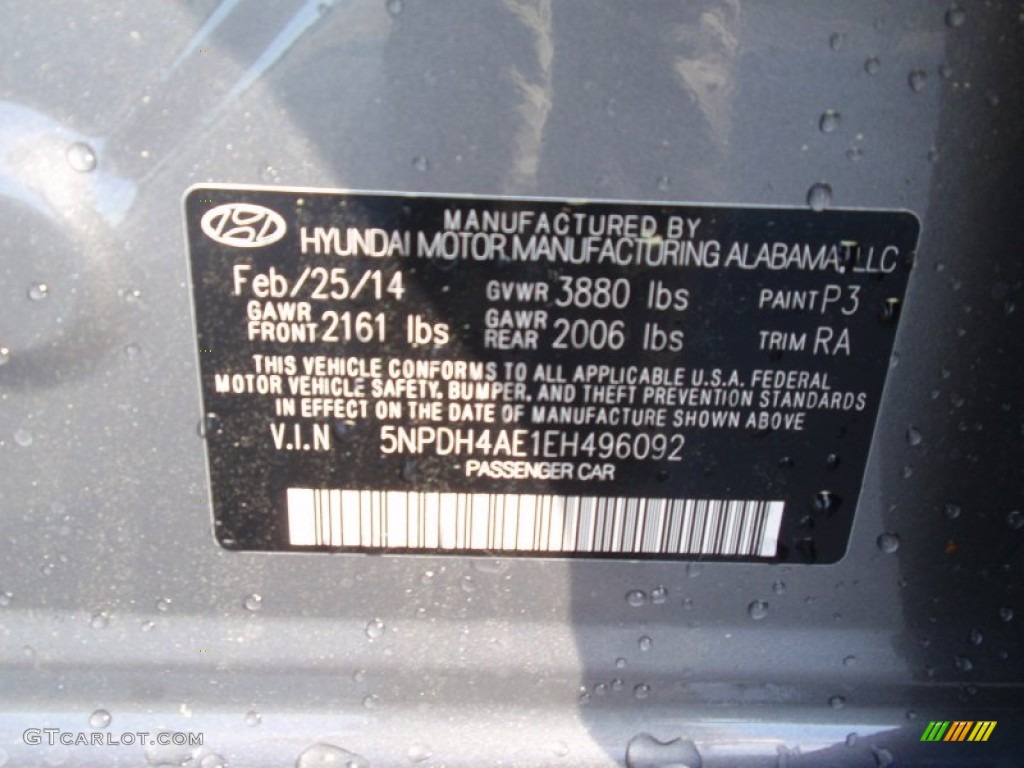 MANUFACTURED BY
HYUNDAI MOTOR MANUFACTURING ALABAMA, LLC
Feb/25/14 GVWR 3880 lbs PAINT P3
GAWR FRONT 2161 lbs GAWR REAR 2006 lbs TRIM RA
THIS VEHICLE CONFORMS TO ALL APPLICABLE U.S.A. FEDERAL
MOTOR VEHICLE SAFETY, BUMPER, AND THEFT PREVENTION STANDARDS
IN EFFECT ON THE DATE OF MANUFACTURE SHOWN ABOVE
V.I.N 5NPDH4AE1EH496092
PASSENGER CAR
GTCARLOT.COM